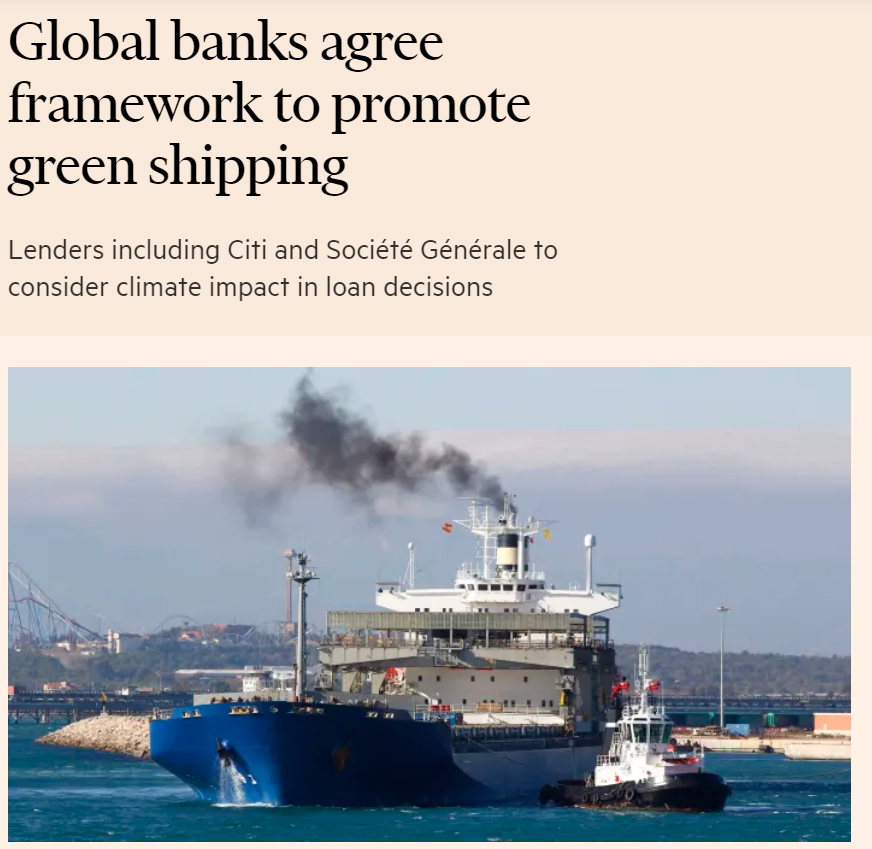 Global banks agree
framework to promote
green shipping
Lenders including Citi and Société Générale to
consider climate impact in loan decisions